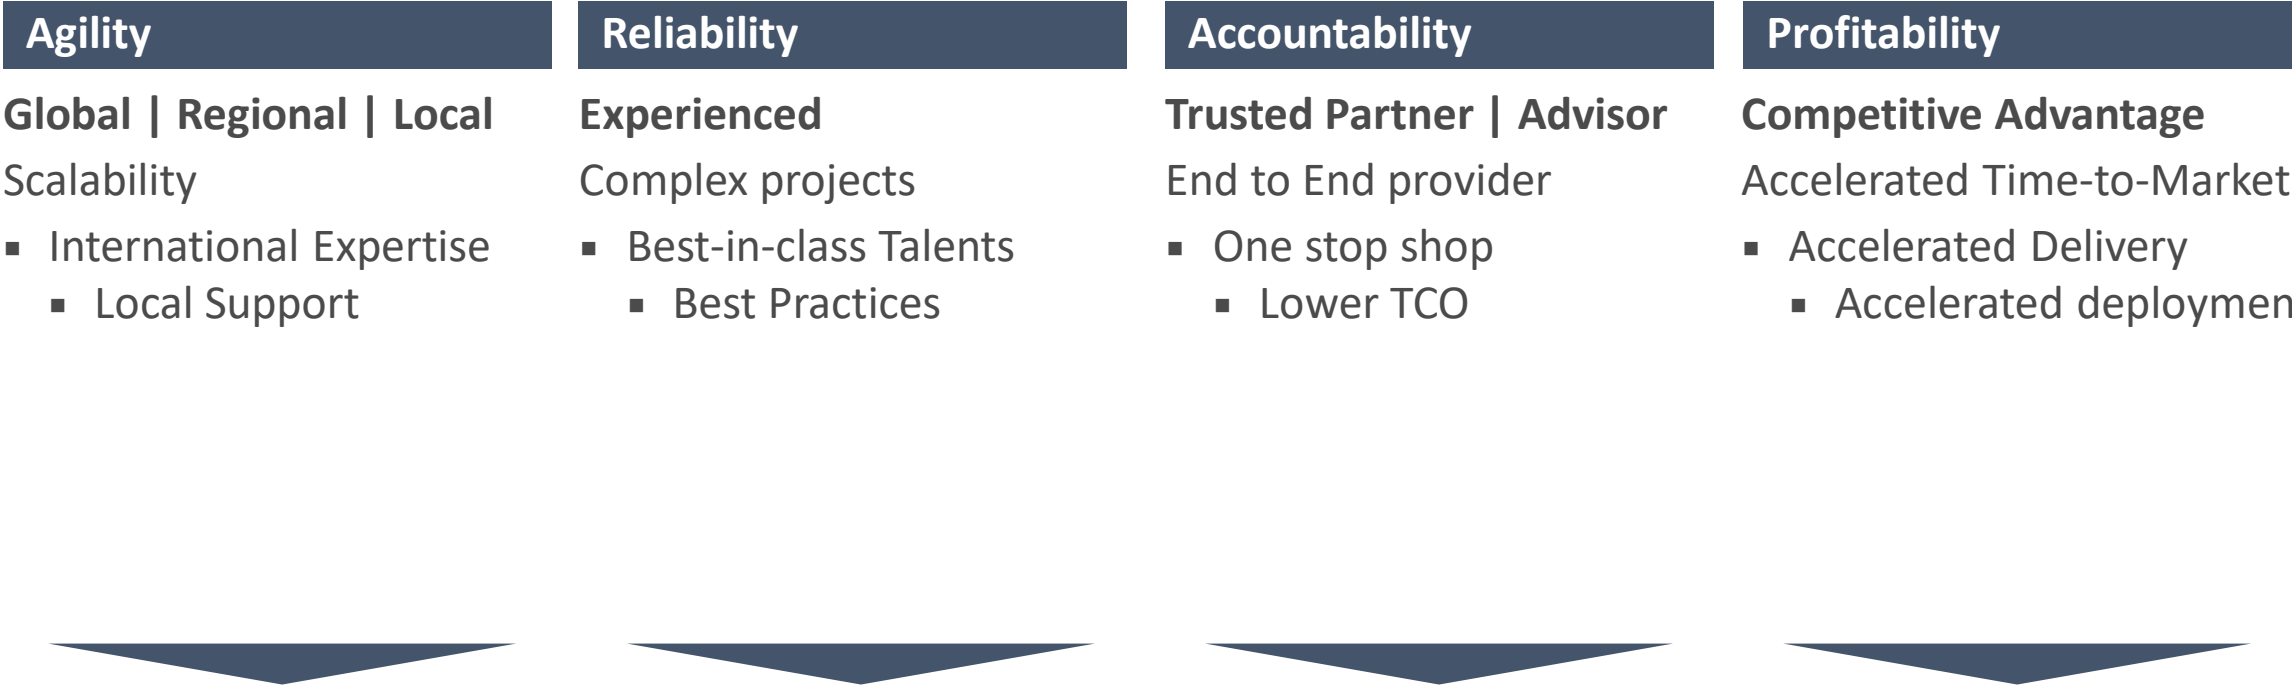 Agility
Global | Regional | Local
Scalability
▪ International Expertise
▪ Local Support
Reliability
Experienced
Complex projects
▪ Best-in-class Talents
▪ Best Practices
Accountability
Trusted Partner | Advisor
End to End provider
▪ One stop shop
▪ Lower TCO
Profitability
Competitive Advantage
Accelerated Time-to-Market
▪ Accelerated Delivery
▪ Accelerated deploymen